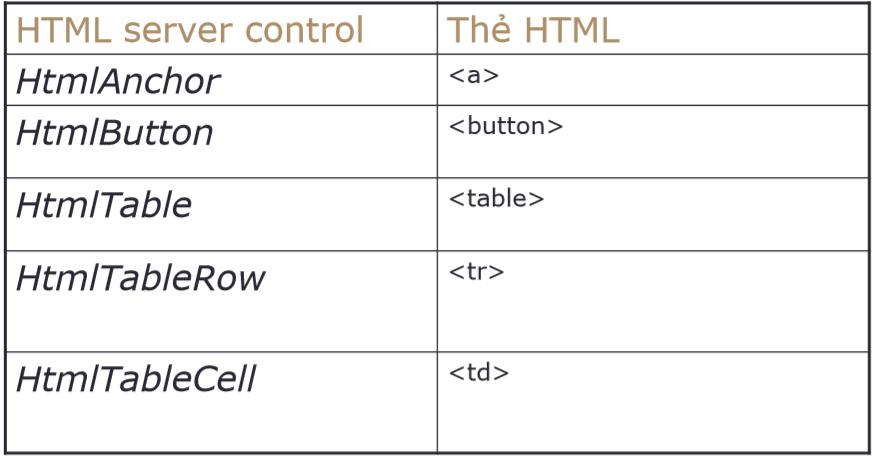 HTML server control Thẻ HTML
HtmlAnchor <a>
HtmlButton <button>
HtmlTable <table>
HtmlTableRow <tr>
HtmlTableCell <td>